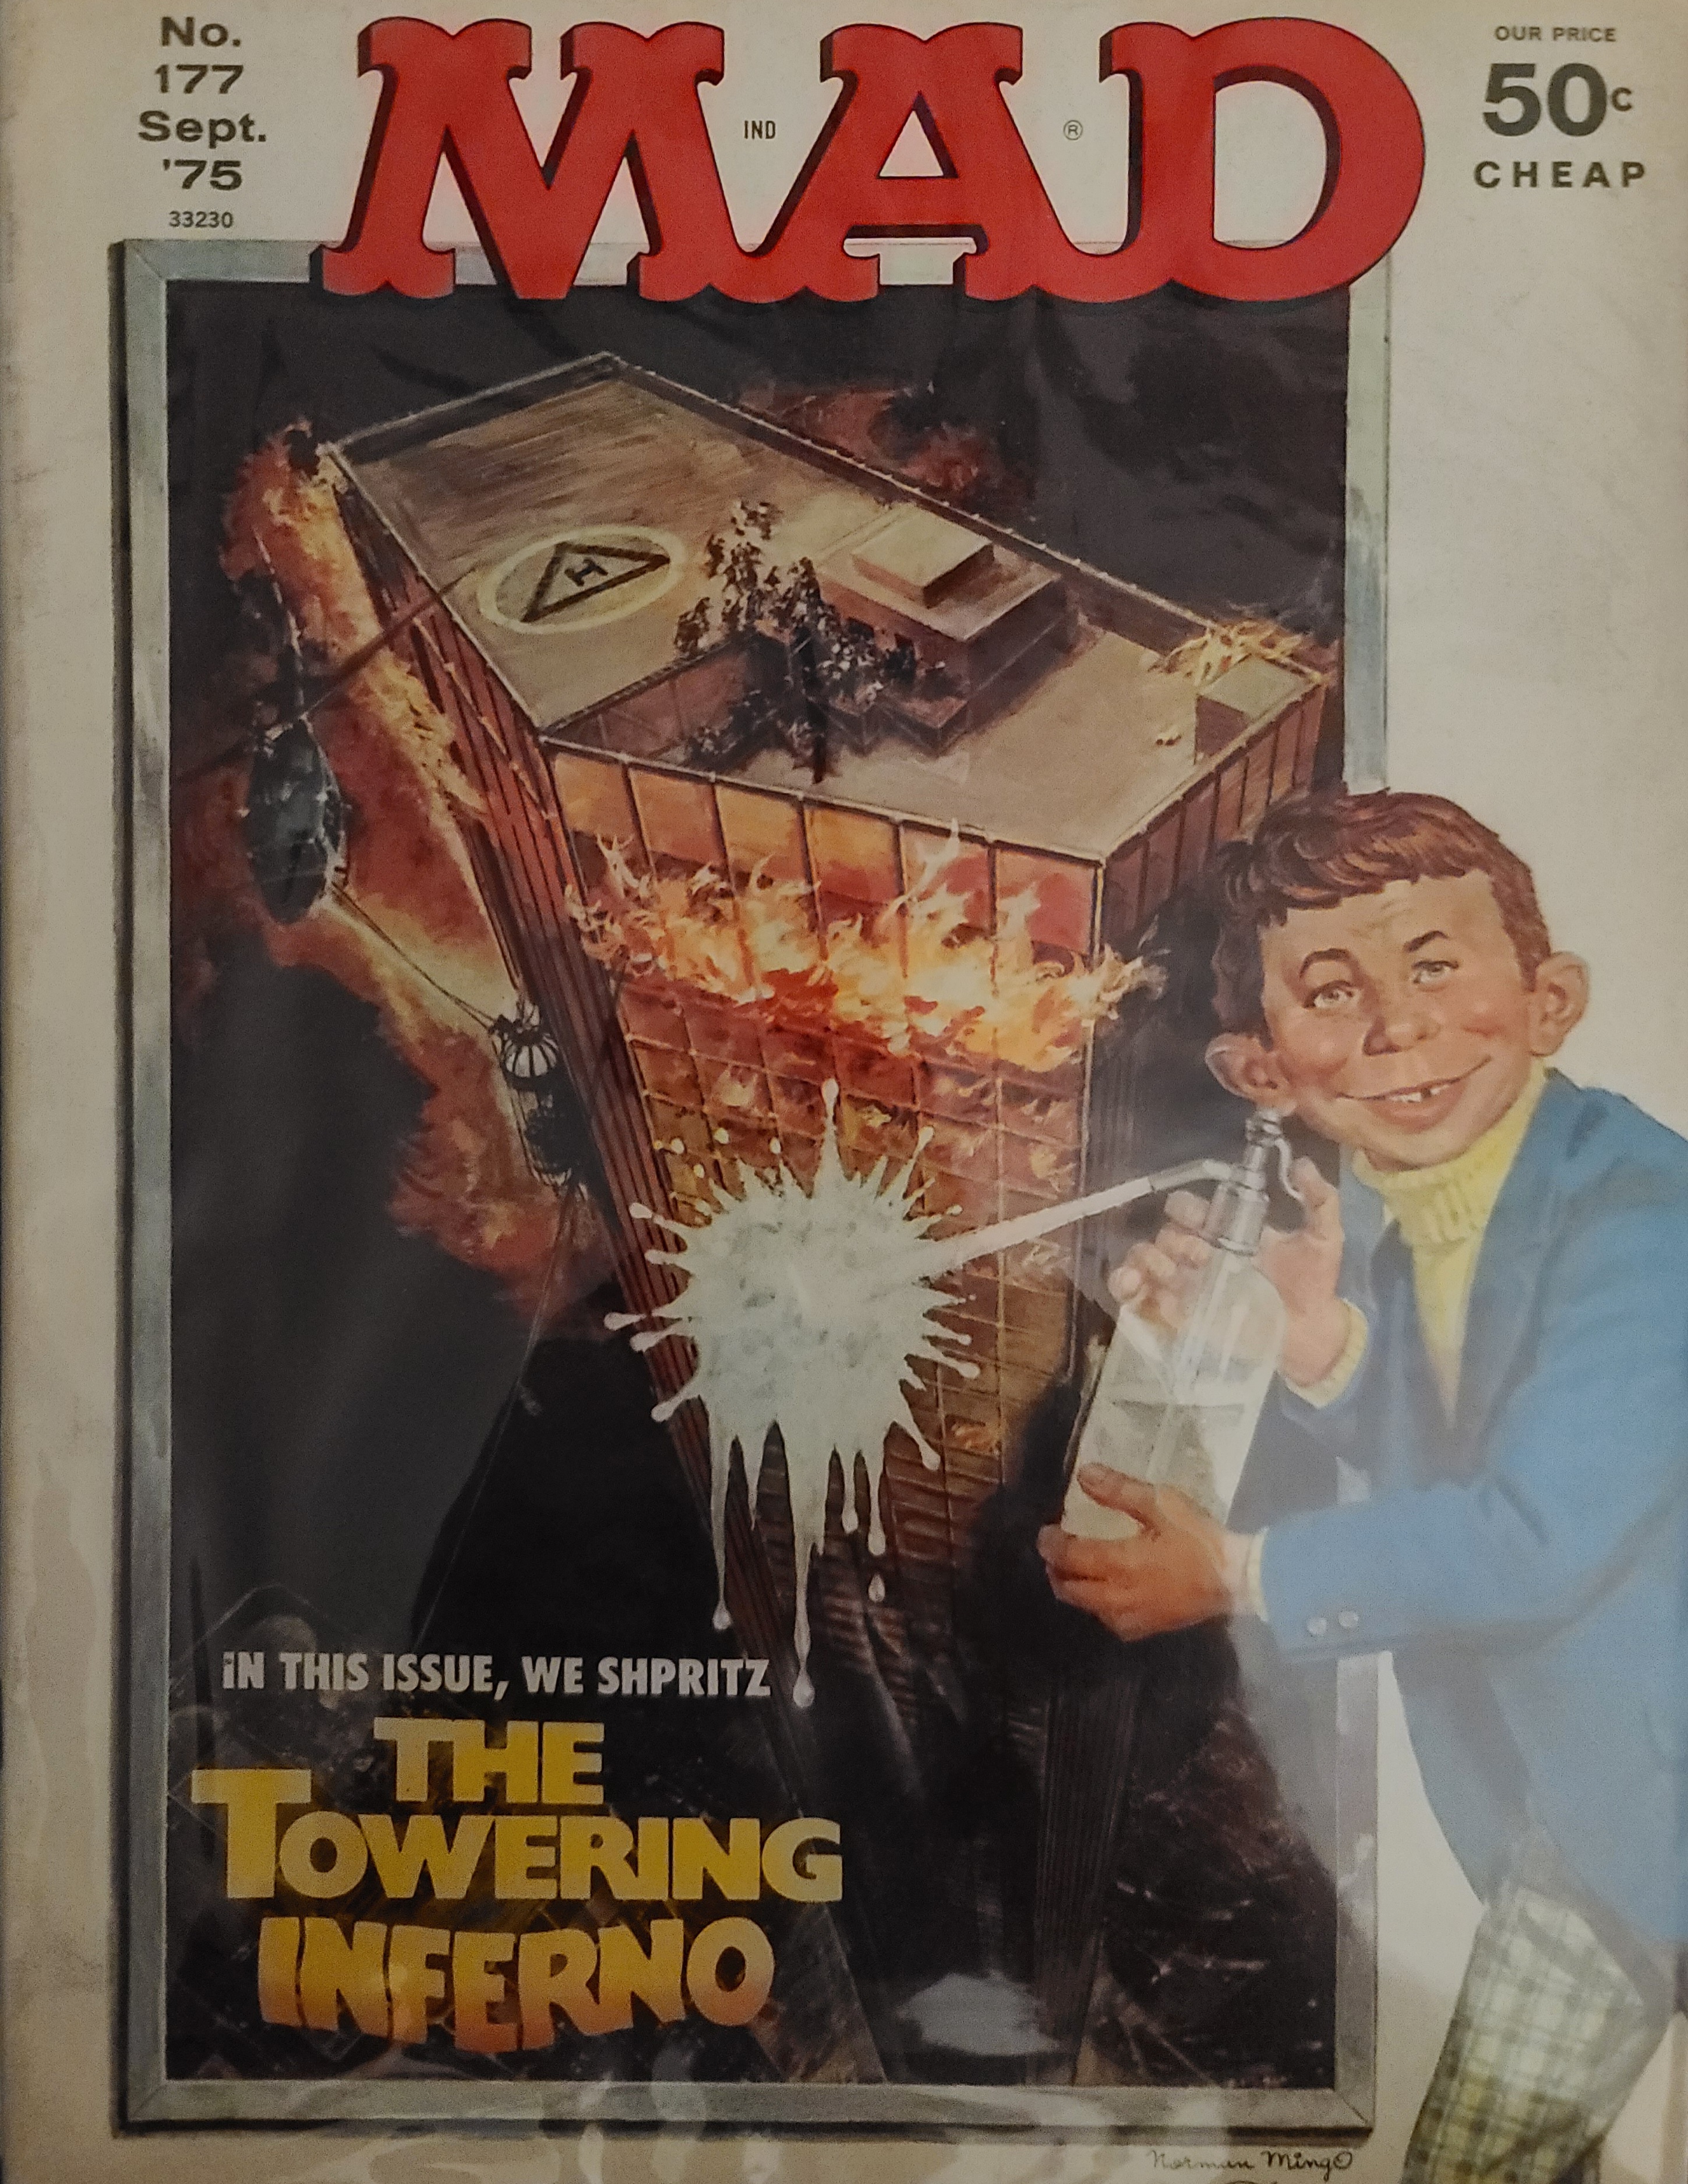 No.
177
Sept.
'75
33230
MAD
IND
®
OUR PRICE
50c
CHEAP
H
IN THIS ISSUE, WE SHPRITZ
THE
TOWERING
INFERNO
Norman Mingo